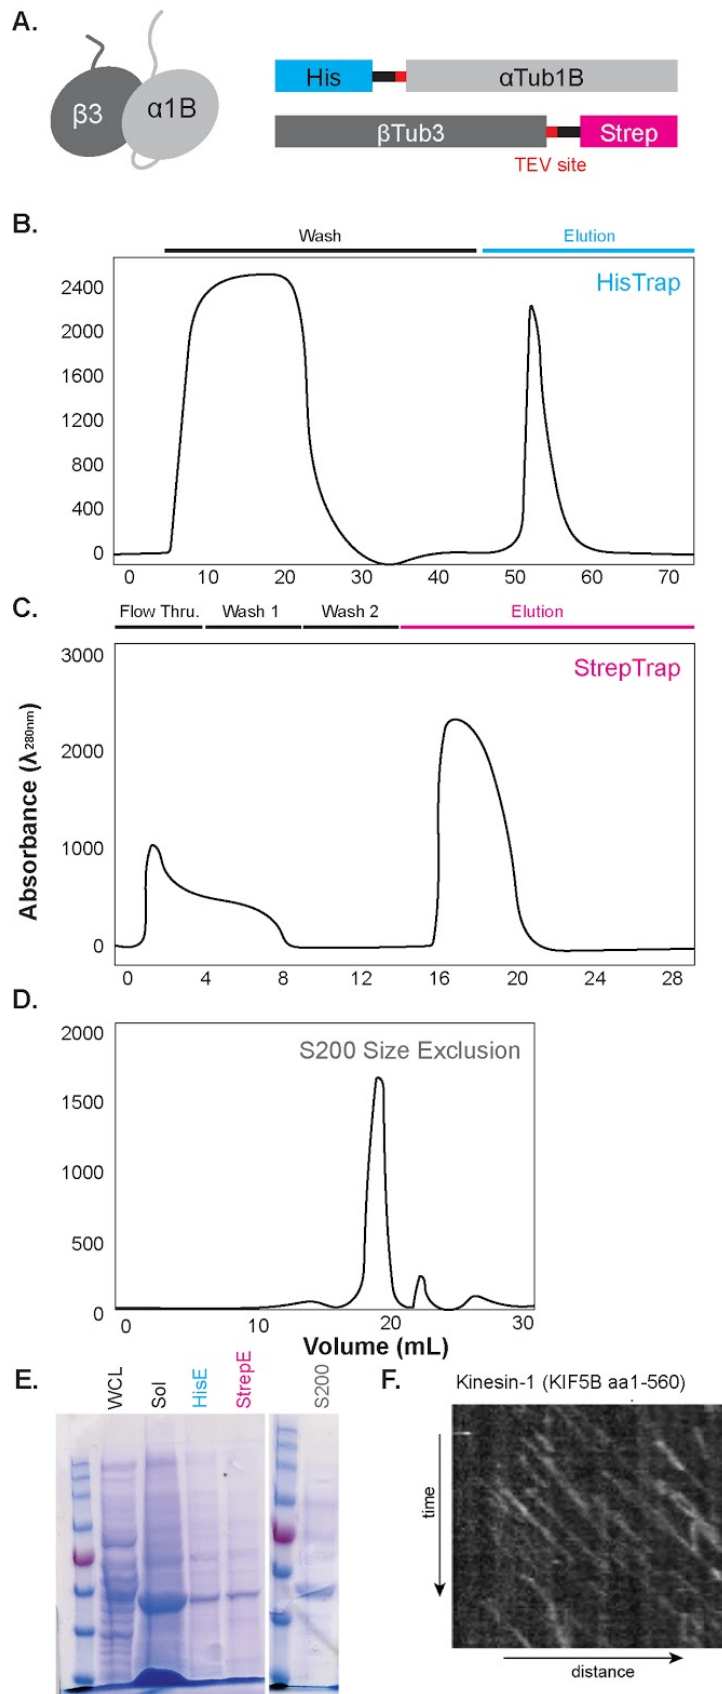 A.
β3
α1B
His
αTub1B
βTub3
Strep
TEV site
B.
Wash
Elution
HisTrap
2400
2000
1600
1200
800
400
0
0 10 20 30 40 50 60 70
C.
Flow Thru.
Wash 1
Wash 2
Elution
StrepTrap
3000
2000
1000
0
0 4 8 12 16 20 24 28
Absorbance (λ280nm)
D.
S200 Size Exclusion
2000
1500
1000
500
0
0 10 20 30
Volume (mL)
E.
WCL
Sol
HisE
StrepE
S200
F.
Kinesin-1 (KIF5B aa1-560)
time
distance